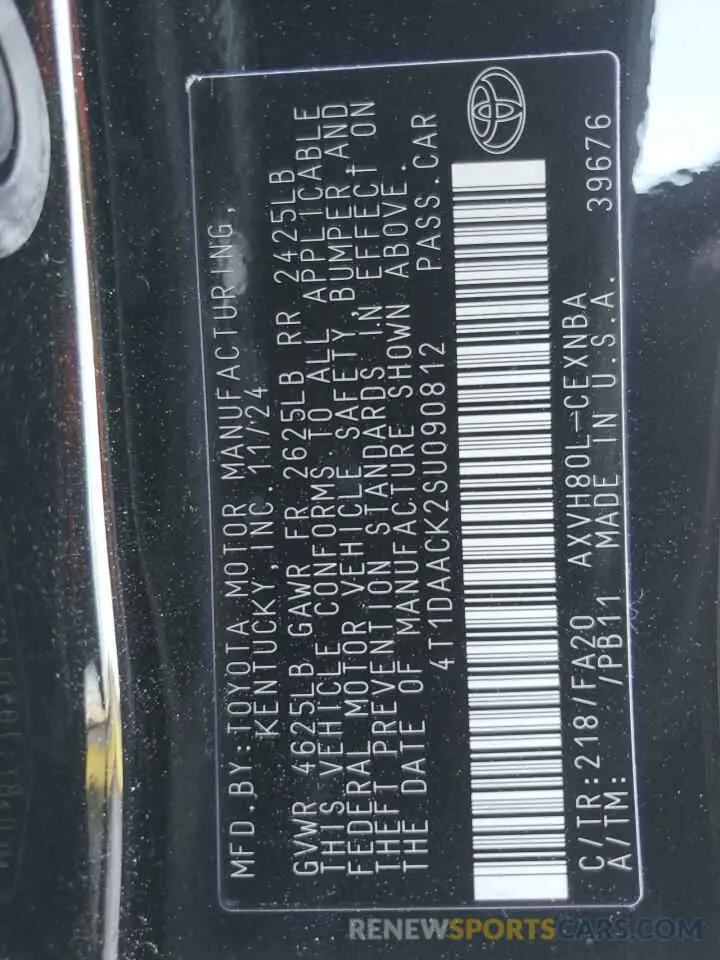 MFD.BY:TOYOTA MOTOR MANUFACTURING,
KENTUCKY,INC. 11/24
GVWR 4625LB GAWR FR 2625LB RR 2425LB
THIS VEHICLE CONFORMS TO ALL APPLICABLE
FEDERAL MOTOR VEHICLE SAFETY, BUMPER,AND
THEFT PREVENTION STANDARDS IN EFFECT ON
THE DATE OF MANUFACTURE SHOWN ABOVE.
4T1DAACK2SU090812 PASS.CAR
C/TR:218/FA20 AXVH80L-CEXNBA
A/TM: /PB11 MADE IN U.S.A. 39676
RENEWSPORTSCARS.COM